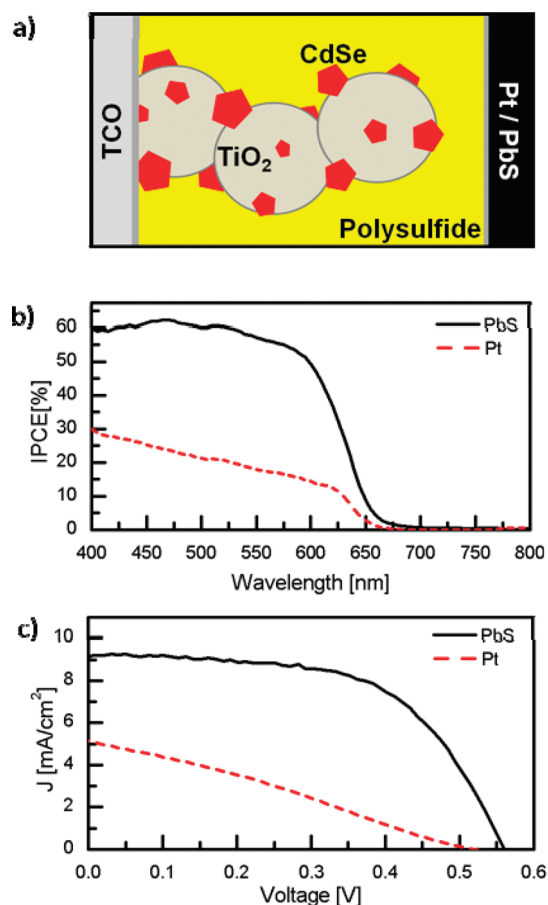 a)
CdSe
TCO
TiO2
Pt / PbS
Polysulfide
b)
PbS
Pt
IPCE[%]
60
50
40
30
20
10
0
400 450 500 550 600 650 700 750 800
Wavelength [nm]
c)
PbS
Pt
J [mA/cm²]
10
8
6
4
2
0
0.0 0.1 0.2 0.3 0.4 0.5 0.6
Voltage [V]